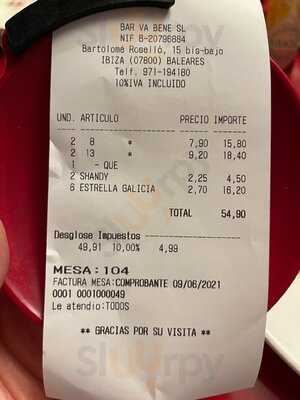 BAR VA BENE SL
NIF B-20796884
Bartolomé Roselló, 15 bis-bajo
IBIZA (07800) BALEARES
Telf. 971-194180
10%IVA INCLUIDO
UND. ARTICULO PRECIO IMPORTE
2 8 * 7,90 15,80
2 13 * 9,20 18,40
1 - QUE
2 SHANDY 2,25 4,50
6 ESTRELLA GALICIA 2,70 16,20
TOTAL 54,90
Desglose Impuestos
49,91 10,00% 4,99
MESA: 104
FACTURA MESA:COMPROBANTE 09/06/2021
0001 0001000049
Le atendio:TODOS
** GRACIAS POR SU VISITA **
Sluurpy
Sluurpy